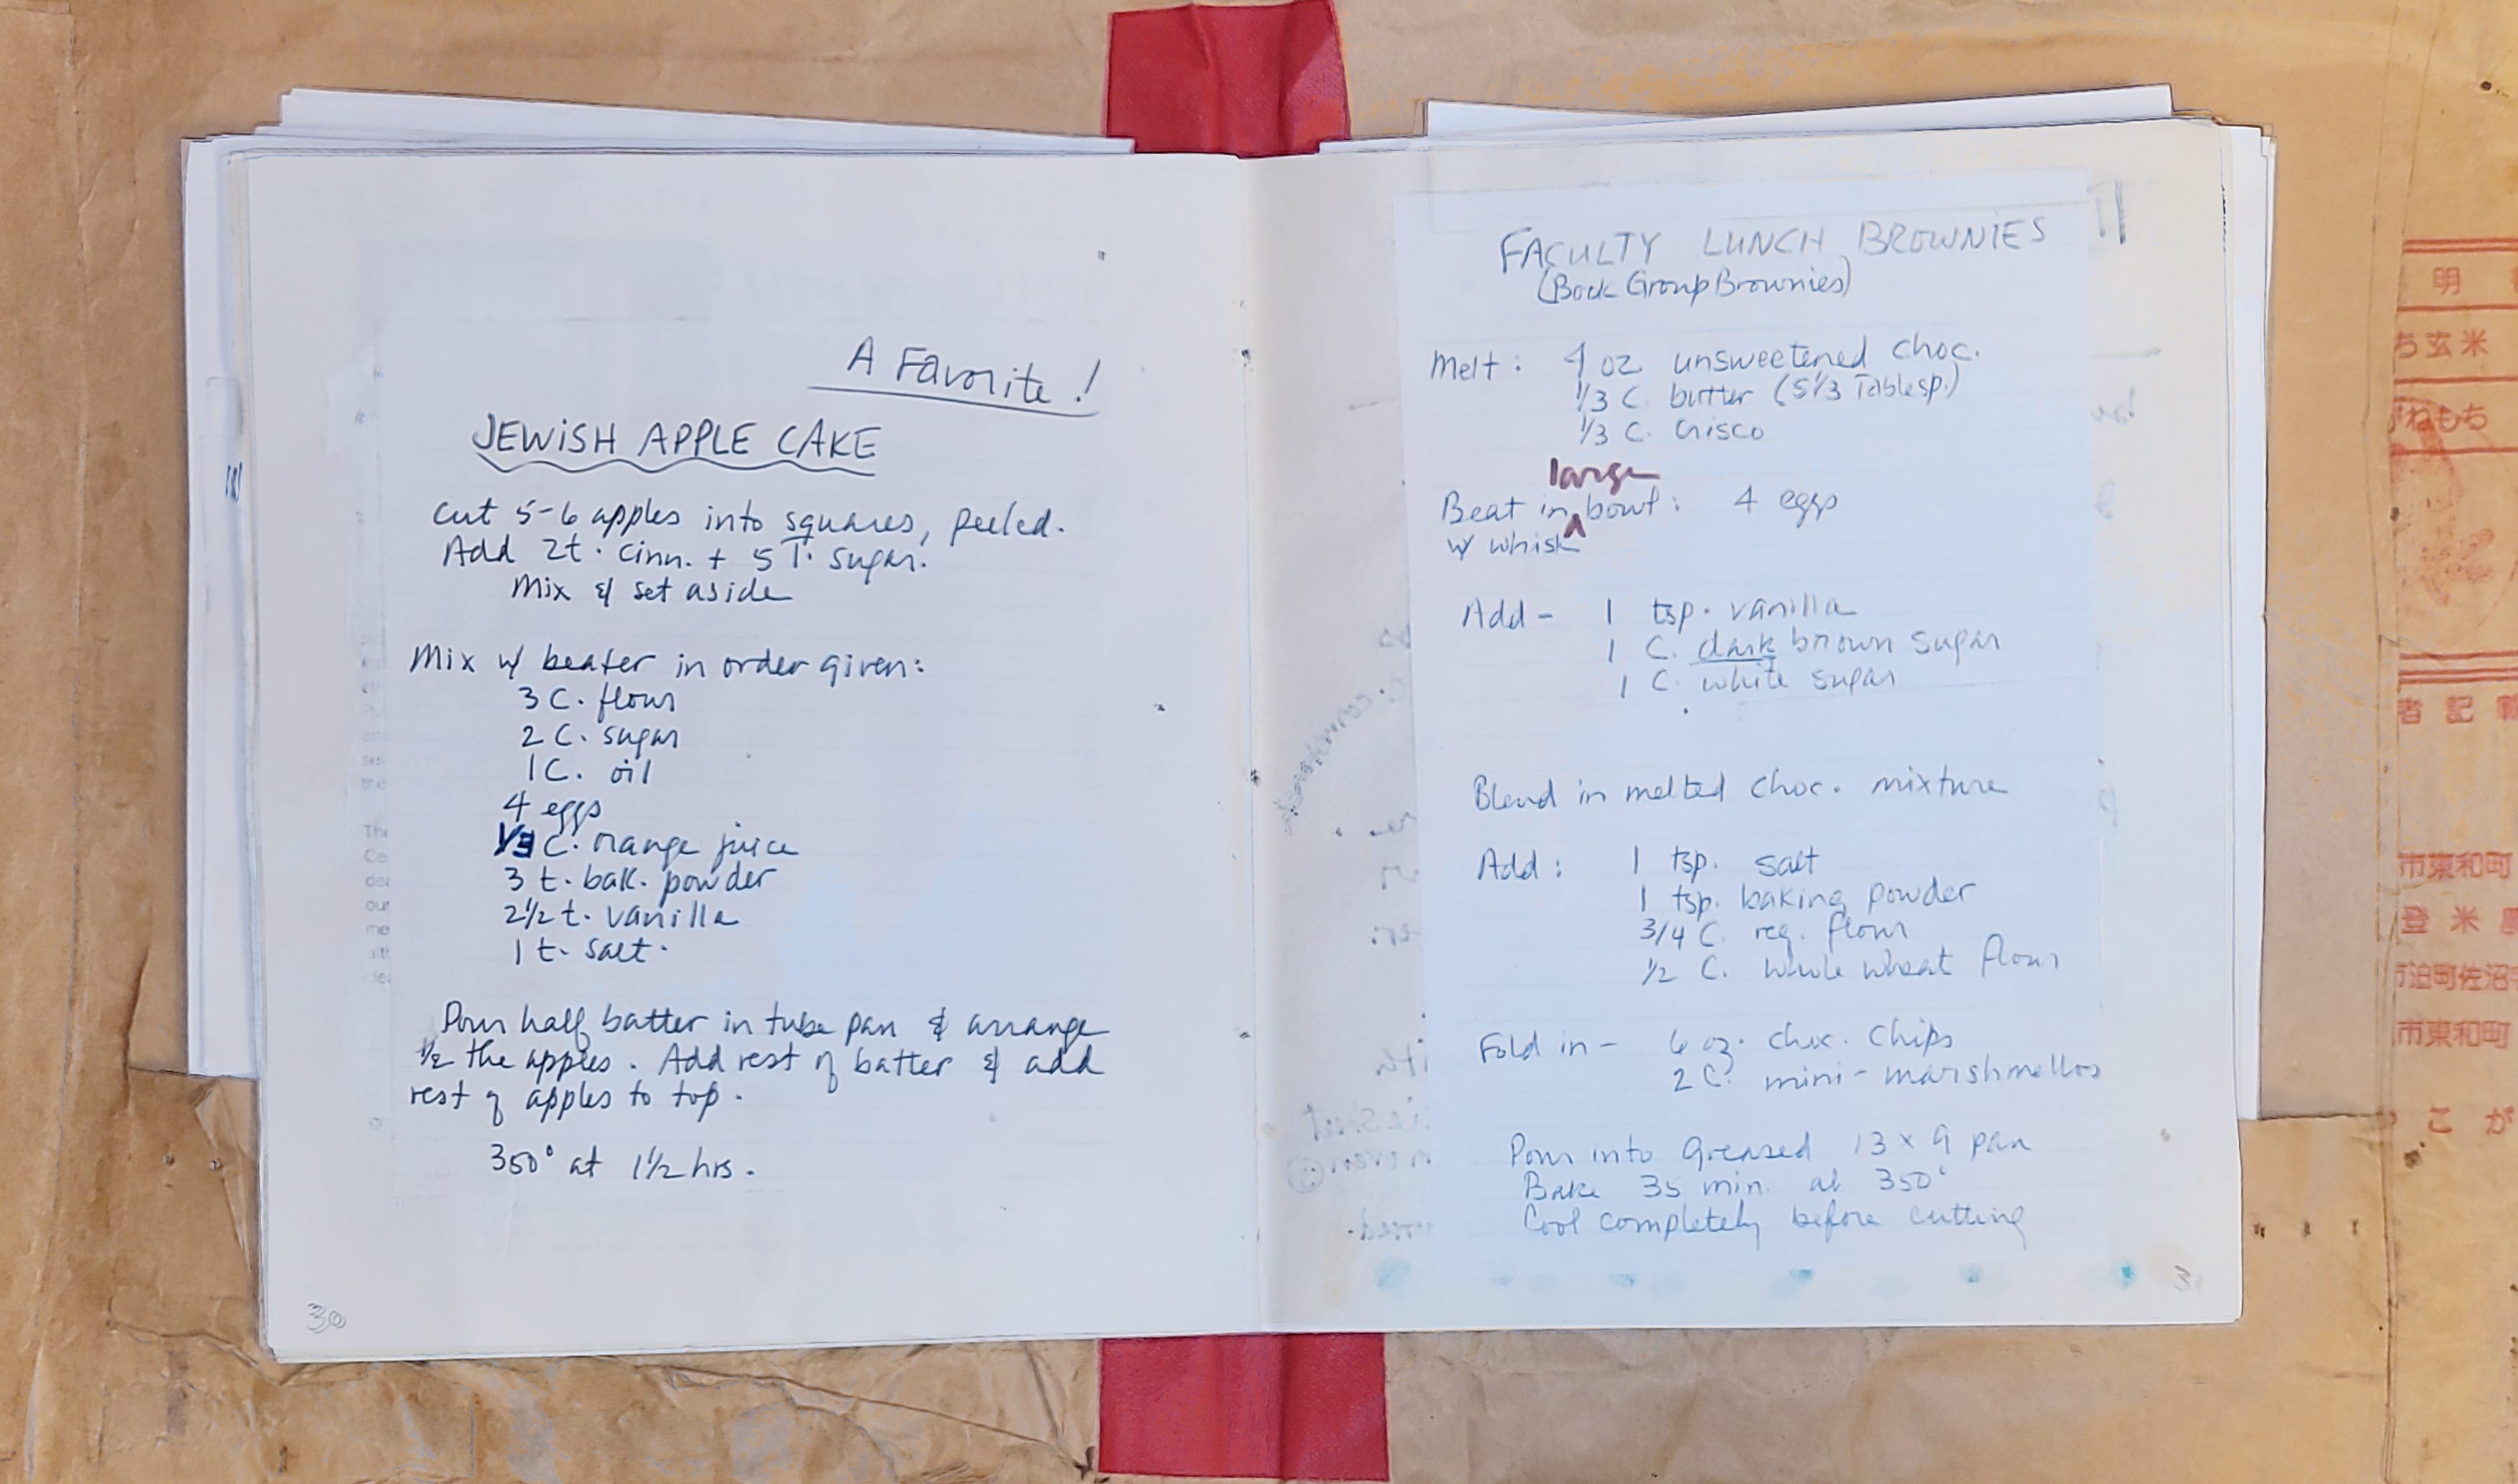 A Favorite!
JEWISH APPLE CAKE
Cut 5-6 apples into squares, peeled.
Add 2t. cinn. + 5 T. sugar.
Mix & set aside
Mix w/ beater in order given:
3 C. flour
2 C. sugar
1 C. oil
4 eggs
1/3 C. orange juice
3 t. bak. powder
2 1/2 t. vanilla
1 t. salt.
Pour half batter in tube pan & arrange
1/2 the apples. Add rest of batter & add
rest of apples to top.
350° at 1 1/2 hrs.
30
FACULTY LUNCH BROWNIES
(Book Group Brownies)
Melt: 4 oz unsweetened choc.
1/3 C. butter (5 1/3 Tablesp.)
1/3 C. Crisco
large
Beat in ^ bowl: 4 eggs
w/ whisk
Add - 1 tsp. vanilla
1 C. dark brown sugar
1 C. white sugar
Blend in melted choc. mixture
Add: 1 tsp. salt
1 tsp. baking powder
3/4 C. reg. flour
1/2 C. whole wheat flour
Fold in - 6 oz. choc. chips
2 C. mini-marshmellos
Pour into greased 13 x 9 pan
Bake 35 min. at 350°
Cool completely before cutting
明
玄米
ねもち
者記
市東和町
登米
迫町佐沼
市東和町
こが